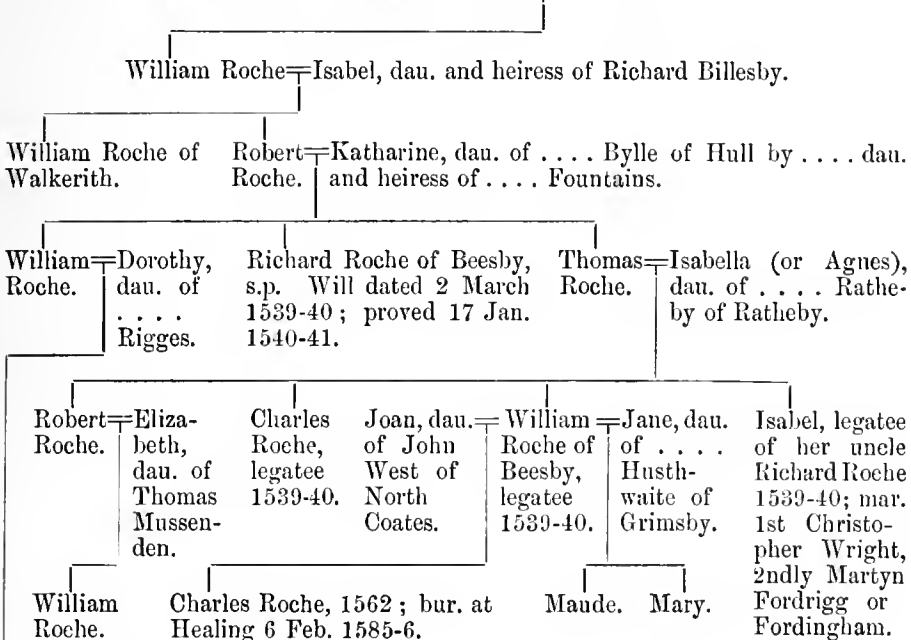 William Roche=Isabel, dau. and heiress of Richard Billesby.
William Roche of
Walkerith.
Robert=Katharine, dau. of . . . . Bylle of Hull by . . . . dau.
Roche. and heiress of . . . . Fountains.
William=Dorothy,
Roche. dau. of
. . . .
Rigges.
Richard Roche of Beesby,
s.p. Will dated 2 March
1539-40 ; proved 17 Jan.
1540-41.
Thomas=Isabella (or Agnes),
Roche. dau. of . . . . Rathe-
by of Ratheby.
Robert=Eliza-
Roche. beth,
dau. of
Thomas
Mussen-
den.
Charles
Roche,
legatee
1539-40.
Joan, dau.= William =Jane, dau.
of John Roche of of . . . .
West of Beesby, Husth-
North legatee waite of
Coates. 1539-40. Grimsby.
Isabel, legatee
of her uncle
Richard Roche
1539-40; mar.
1st Christo-
pher Wright,
2ndly Martyn
Fordrigg or
Fordingham.
William
Roche.
Charles Roche, 1562 ; bur. at
Healing 6 Feb. 1585-6.
Maude. Mary.